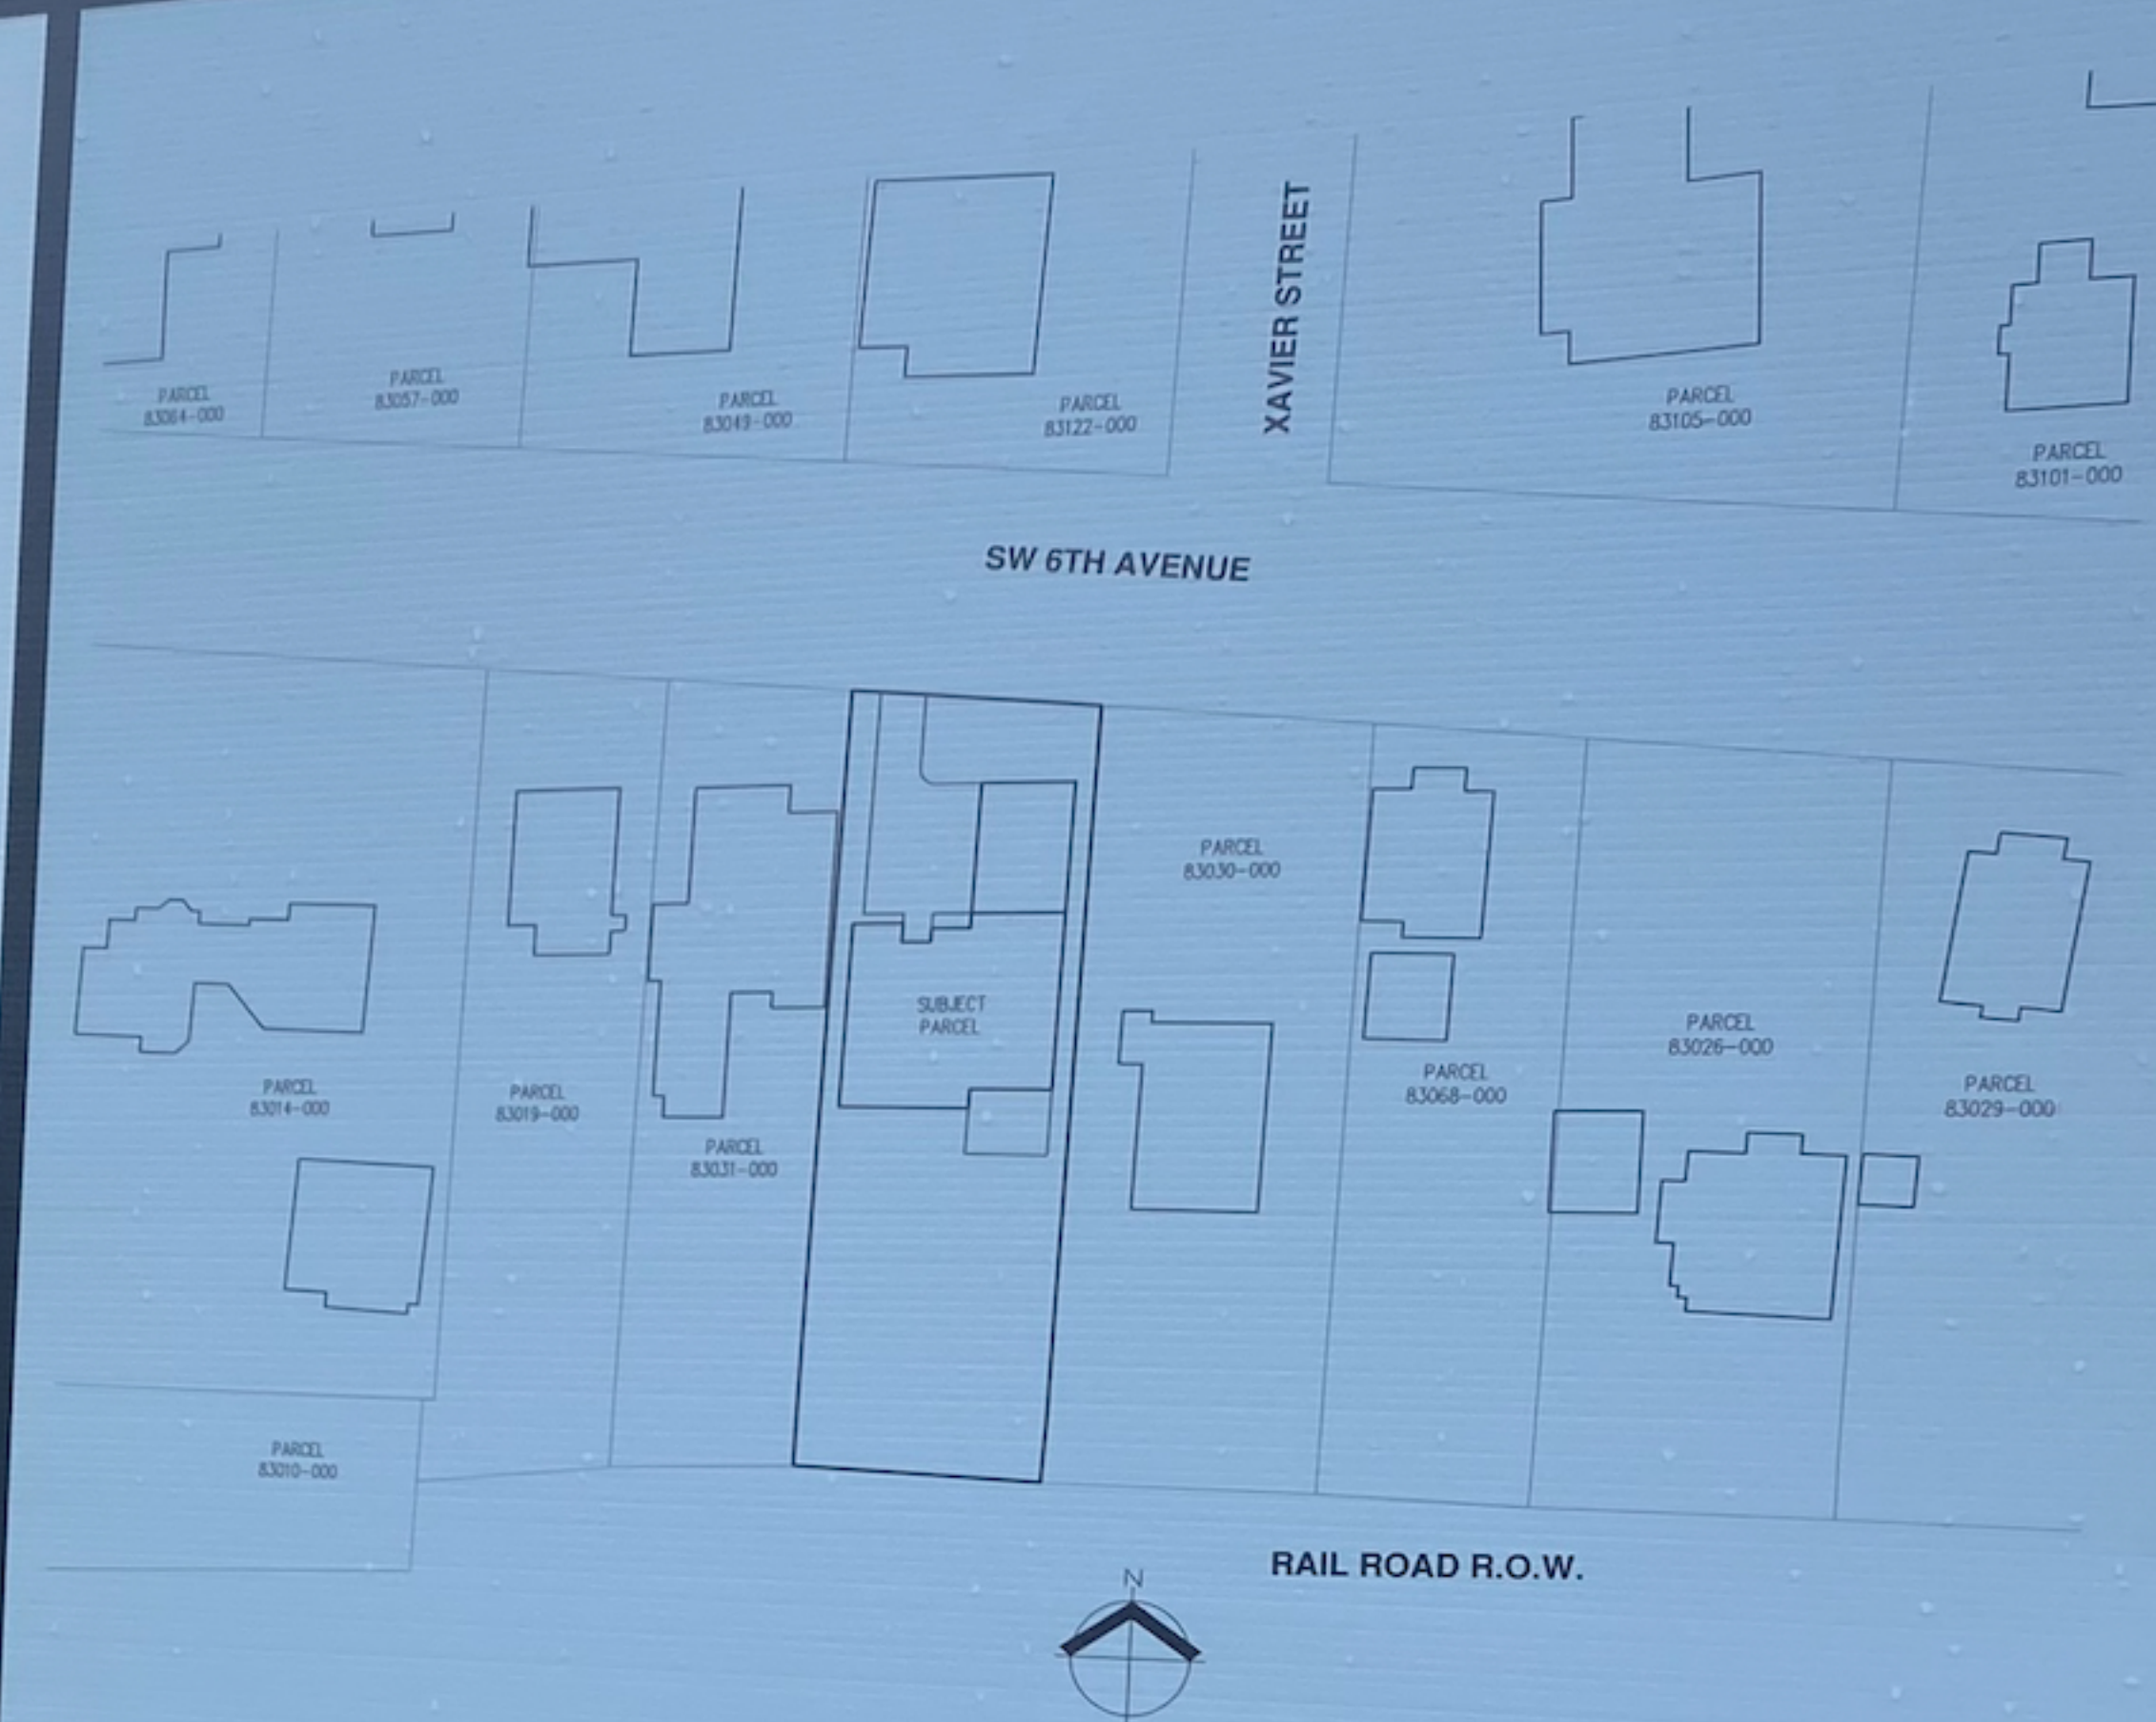 PARCEL
83064-000
PARCEL
83057-000
PARCEL
83049-000
PARCEL
83122-000
XAVIER STREET
PARCEL
83105-000
PARCEL
83101-000
SW 6TH AVENUE
PARCEL
83014-000
PARCEL
83019-000
PARCEL
83031-000
SUBJECT
PARCEL
PARCEL
83030-000
PARCEL
83068-000
PARCEL
83026-000
PARCEL
83029-000
PARCEL
83010-000
RAIL ROAD R.O.W.
N